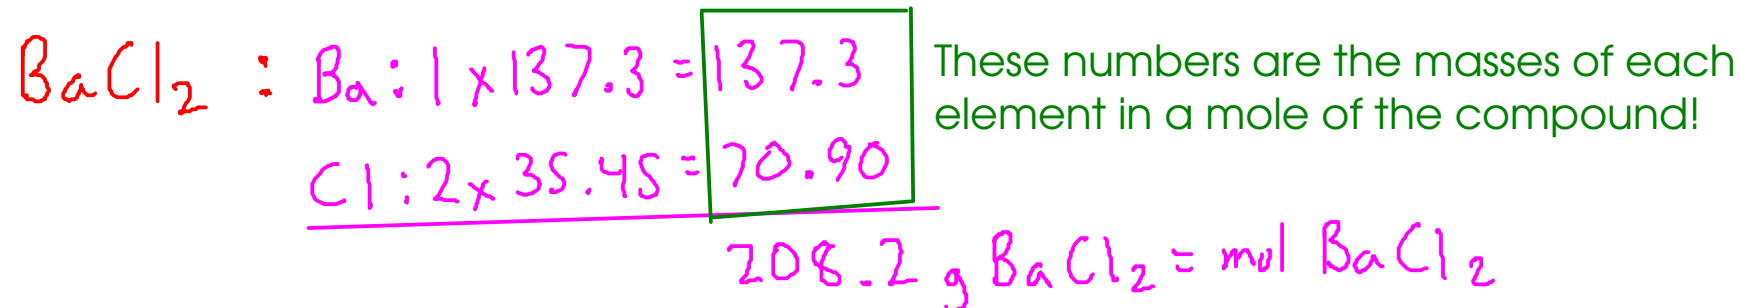 BaCl₂ : Ba : 1 x 137.3 = 137.3
These numbers are the masses of each
element in a mole of the compound!
Cl : 2 x 35.45 = 70.90
208.2 g BaCl₂ = mol BaCl₂